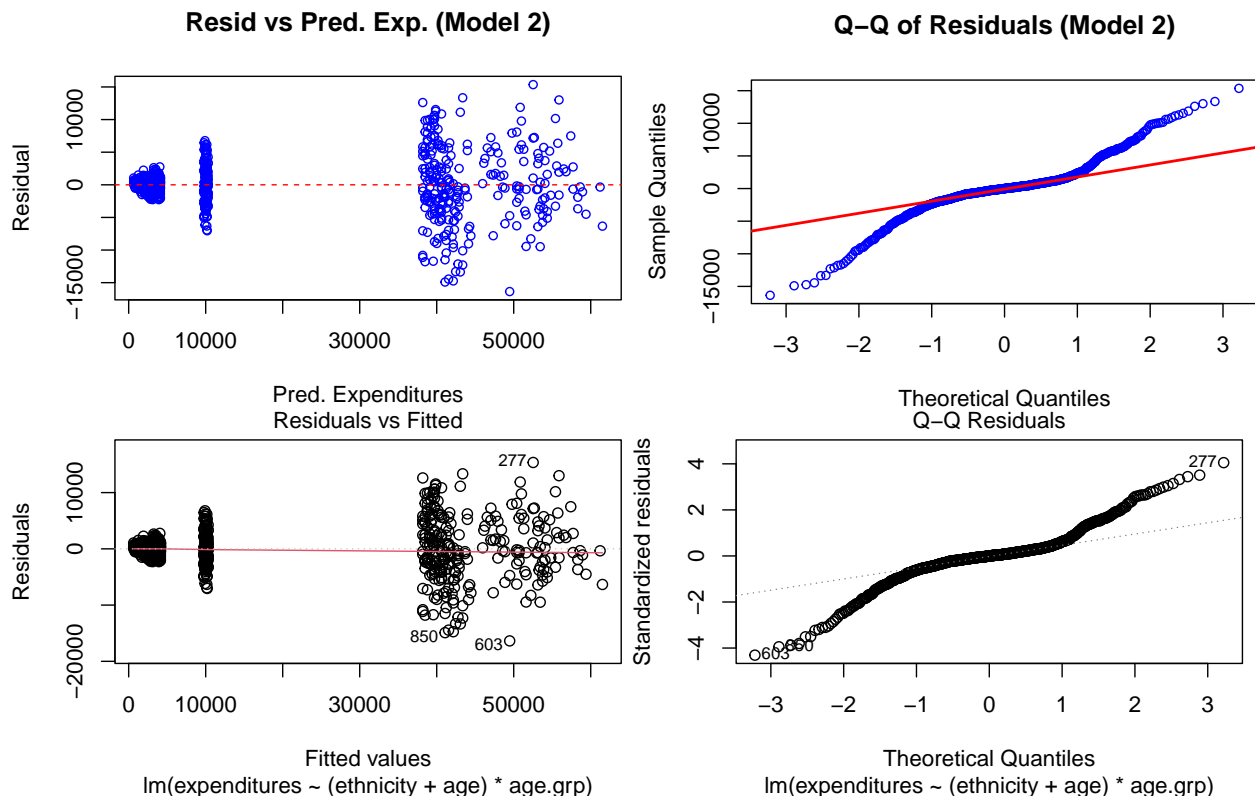 Resid vs Pred. Exp. (Model 2)
Residual
-15000 0 10000
0 10000 30000 50000
Pred. Expenditures
Q−Q of Residuals (Model 2)
Sample Quantiles
-15000 0 10000
−3 −2 −1 0 1 2 3
Theoretical Quantiles
Residuals vs Fitted
Residuals
-20000 0 10000
277
850
603
0 10000 30000 50000
Fitted values
lm(expenditures ~ (ethnicity + age) * age.grp)
Q−Q Residuals
Standardized residuals
−4 −2 0 2 4
277
603
−3 −2 −1 0 1 2 3
Theoretical Quantiles
lm(expenditures ~ (ethnicity + age) * age.grp)